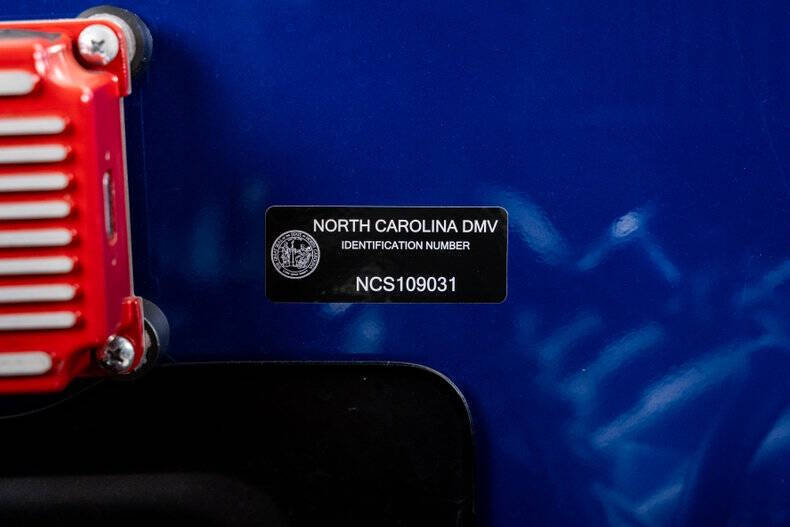 NORTH CAROLINA DMV
IDENTIFICATION NUMBER
NCS109031